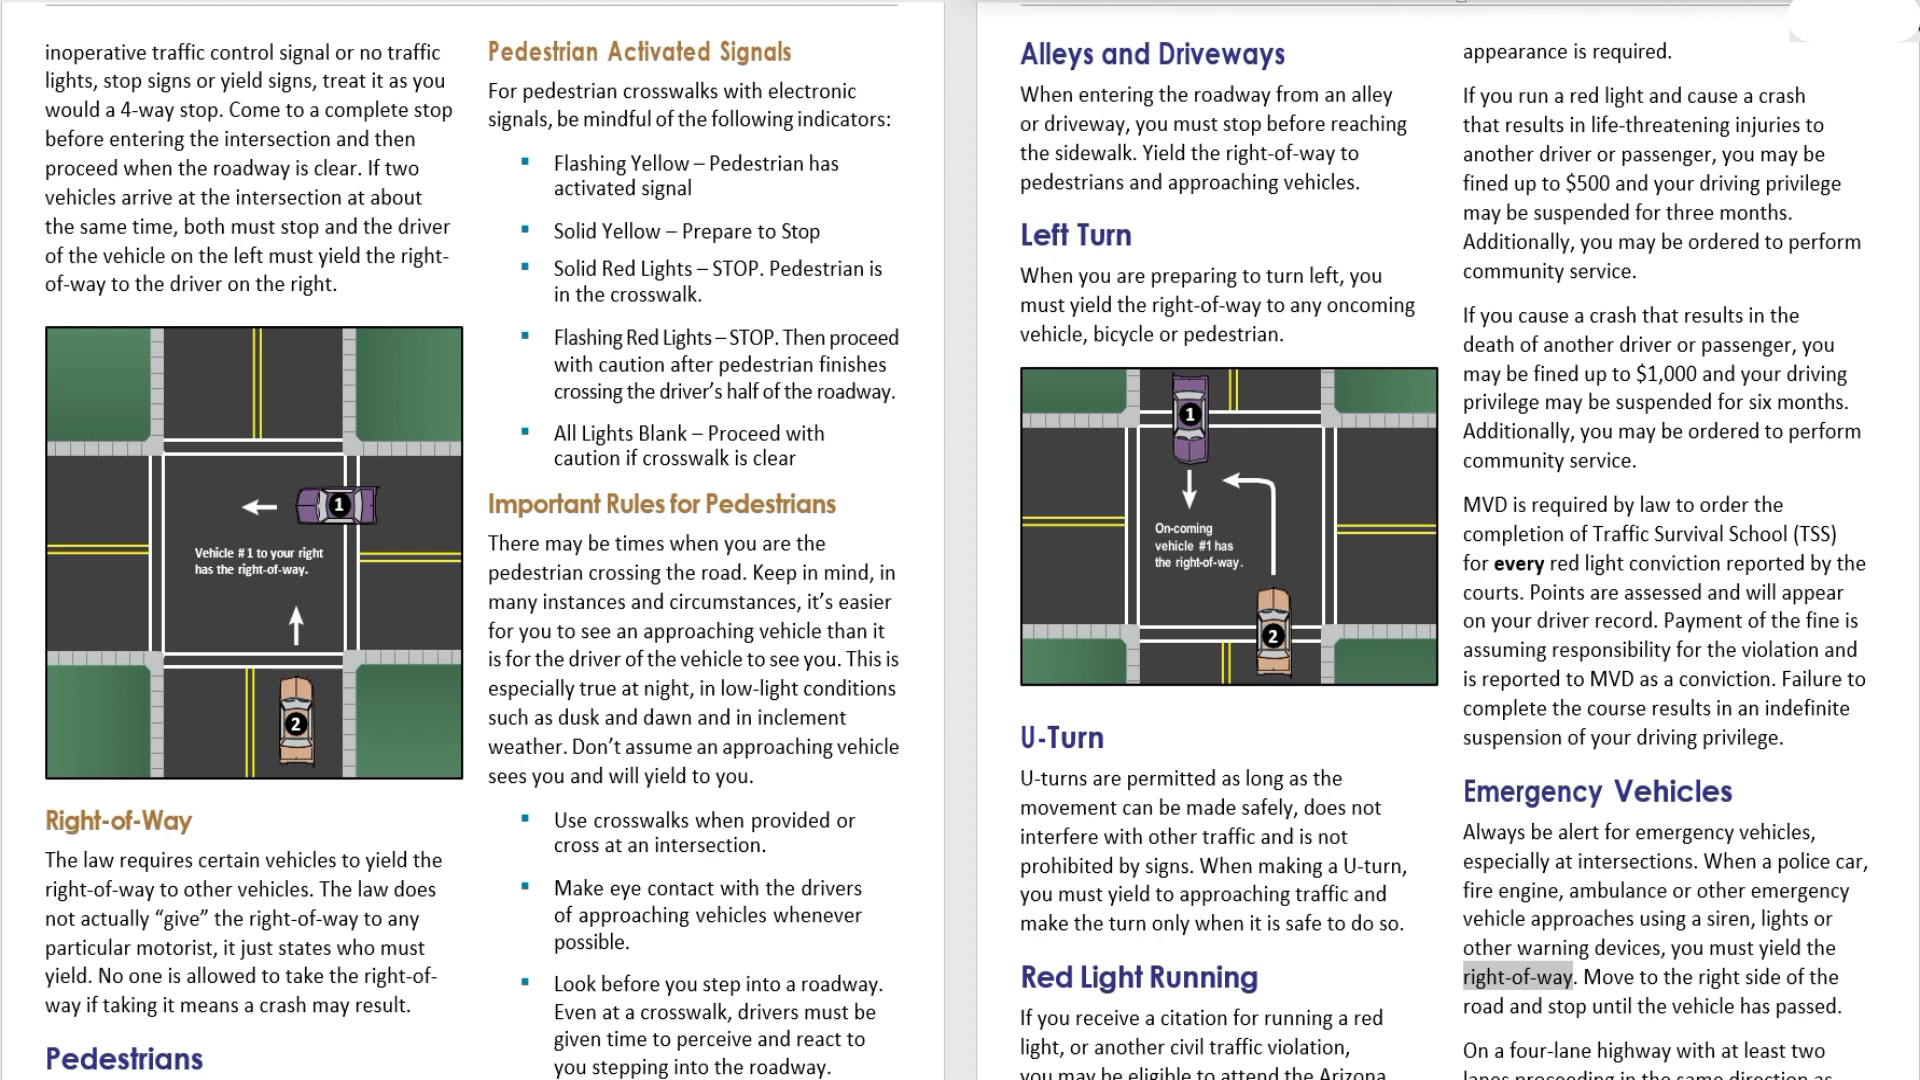 inoperative traffic control signal or no traffic
lights, stop signs or yield signs, treat it as you
would a 4-way stop. Come to a complete stop
before entering the intersection and then
proceed when the roadway is clear. If two
vehicles arrive at the intersection at about
the same time, both must stop and the driver
of the vehicle on the left must yield the right-
of-way to the driver on the right.
1
Vehicle #1 to your right
has the right-of-way.
2
Right-of-Way
The law requires certain vehicles to yield the
right-of-way to other vehicles. The law does
not actually “give” the right-of-way to any
particular motorist, it just states who must
yield. No one is allowed to take the right-of-
way if taking it means a crash may result.
Pedestrians
Pedestrian Activated Signals
For pedestrian crosswalks with electronic
signals, be mindful of the following indicators:
▪ Flashing Yellow – Pedestrian has
activated signal
▪ Solid Yellow – Prepare to Stop
▪ Solid Red Lights – STOP. Pedestrian is
in the crosswalk.
▪ Flashing Red Lights – STOP. Then proceed
with caution after pedestrian finishes
crossing the driver’s half of the roadway.
▪ All Lights Blank – Proceed with
caution if crosswalk is clear
Important Rules for Pedestrians
There may be times when you are the
pedestrian crossing the road. Keep in mind, in
many instances and circumstances, it’s easier
for you to see an approaching vehicle than it
is for the driver of the vehicle to see you. This is
especially true at night, in low-light conditions
such as dusk and dawn and in inclement
weather. Don’t assume an approaching vehicle
sees you and will yield to you.
▪ Use crosswalks when provided or
cross at an intersection.
▪ Make eye contact with the drivers
of approaching vehicles whenever
possible.
▪ Look before you step into a roadway.
Even at a crosswalk, drivers must be
given time to perceive and react to
you stepping into the roadway.
Alleys and Driveways
When entering the roadway from an alley
or driveway, you must stop before reaching
the sidewalk. Yield the right-of-way to
pedestrians and approaching vehicles.
Left Turn
When you are preparing to turn left, you
must yield the right-of-way to any oncoming
vehicle, bicycle or pedestrian.
1
On-coming
vehicle #1 has
the right-of-way.
2
U-Turn
U-turns are permitted as long as the
movement can be made safely, does not
interfere with other traffic and is not
prohibited by signs. When making a U-turn,
you must yield to approaching traffic and
make the turn only when it is safe to do so.
Red Light Running
If you receive a citation for running a red
light, or another civil traffic violation,
you may be eligible to attend the Arizona
appearance is required.
If you run a red light and cause a crash
that results in life-threatening injuries to
another driver or passenger, you may be
fined up to $500 and your driving privilege
may be suspended for three months.
Additionally, you may be ordered to perform
community service.
If you cause a crash that results in the
death of another driver or passenger, you
may be fined up to $1,000 and your driving
privilege may be suspended for six months.
Additionally, you may be ordered to perform
community service.
MVD is required by law to order the
completion of Traffic Survival School (TSS)
for every red light conviction reported by the
courts. Points are assessed and will appear
on your driver record. Payment of the fine is
assuming responsibility for the violation and
is reported to MVD as a conviction. Failure to
complete the course results in an indefinite
suspension of your driving privilege.
Emergency Vehicles
Always be alert for emergency vehicles,
especially at intersections. When a police car,
fire engine, ambulance or other emergency
vehicle approaches using a siren, lights or
other warning devices, you must yield the
right-of-way. Move to the right side of the
road and stop until the vehicle has passed.
On a four-lane highway with at least two
lanes proceeding in the same direction as